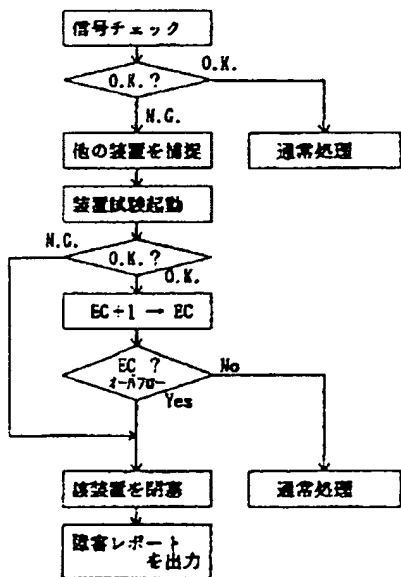 信号チェック
O.K. ?
O.K.
N.G.
他の装置を捕捉
通常処理
装置試験起動
N.G.
O.K. ?
O.K.
EC+1 → EC
EC ?
オーバフロー
No
Yes
該装置を閉塞
通常処理
障害レポート
を出力